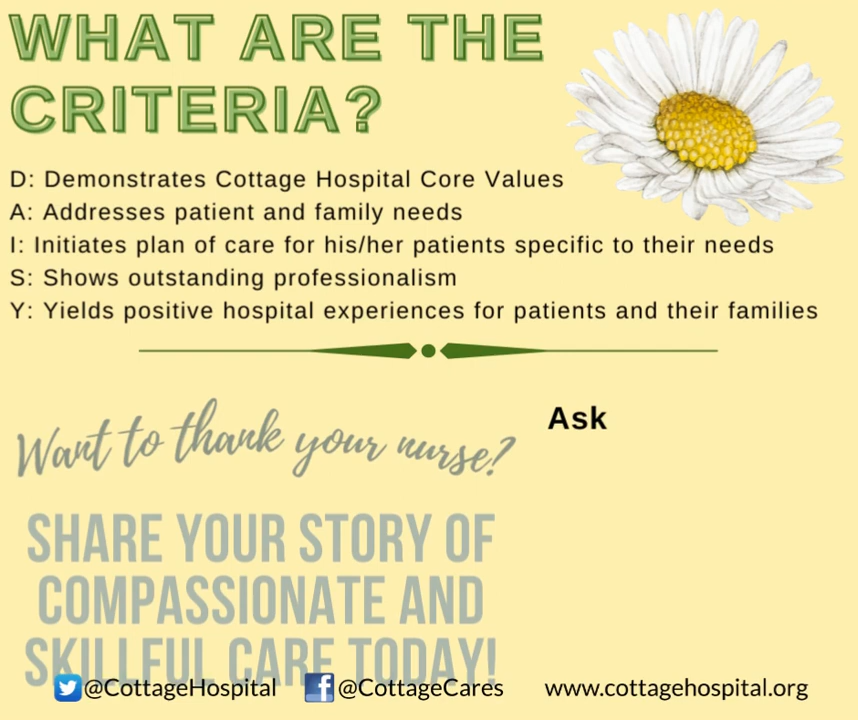 WHAT ARE THE
CRITERIA?
D: Demonstrates Cottage Hospital Core Values
A: Addresses patient and family needs
I: Initiates plan of care for his/her patients specific to their needs
S: Shows outstanding professionalism
Y: Yields positive hospital experiences for patients and their families
Want to thank your nurse?
Ask
SHARE YOUR STORY OF
COMPASSIONATE AND
SKILLFUL CARE TODAY!
@CottageHospital @CottageCares www.cottagehospital.org